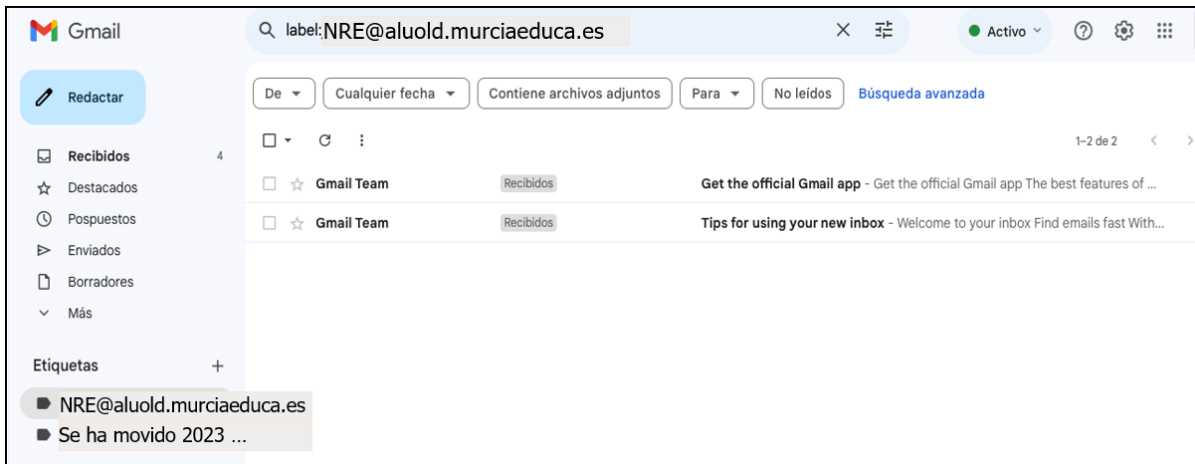 Gmail
label:NRE@aluold.murciaeduca.es
Activo
Redactar
De
Cualquier fecha
Contiene archivos adjuntos
Para
No leídos
Búsqueda avanzada
1–2 de 2
Recibidos 4
Destacados
Pospuestos
Enviados
Borradores
Más
Gmail Team Recibidos Get the official Gmail app - Get the official Gmail app The best features of ...
Gmail Team Recibidos Tips for using your new inbox - Welcome to your inbox Find emails fast With...
Etiquetas +
NRE@aluold.murciaeduca.es
Se ha movido 2023 ...